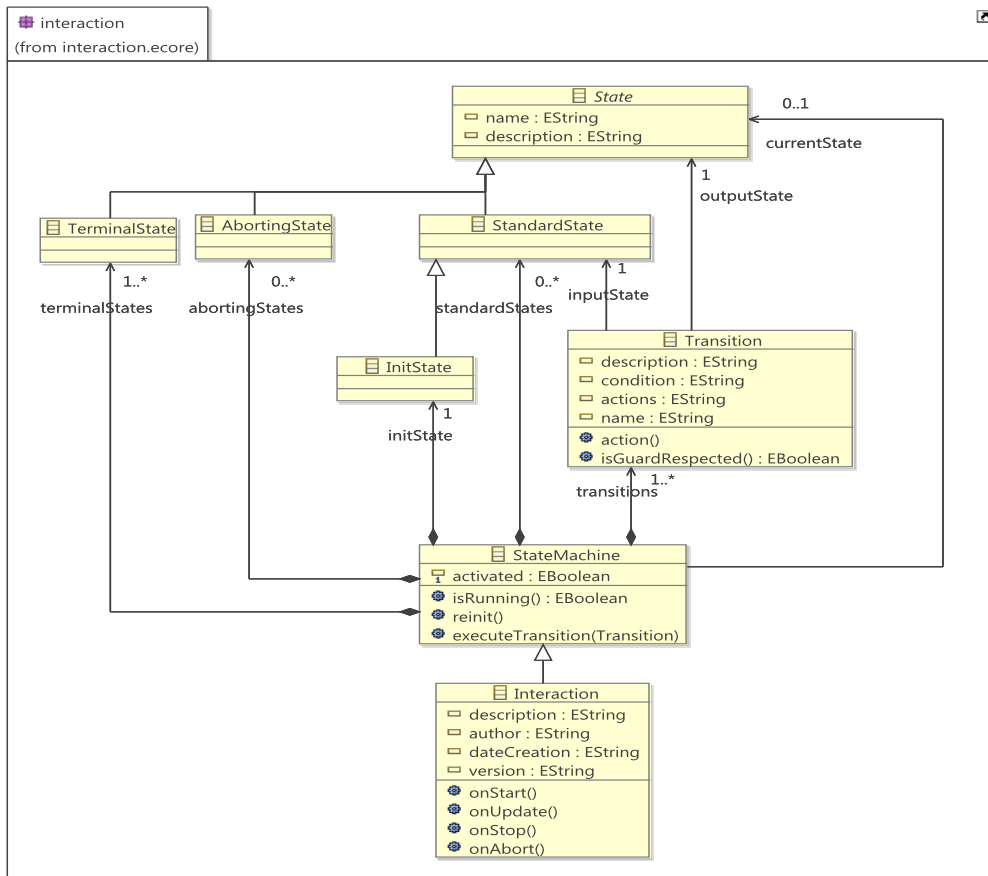 interaction
(from interaction.ecore)
State
name : EString
description : EString
0..1
currentState
1
outputState
TerminalState
AbortingState
StandardState
1..*
terminalStates
0..*
abortingStates
0..*
standardStates
1
inputState
InitState
1
initState
Transition
description : EString
condition : EString
actions : EString
name : EString
action()
isGuardRespected() : EBoolean
1..*
transitions
StateMachine
1
activated : EBoolean
isRunning() : EBoolean
reinit()
executeTransition(Transition)
Interaction
description : EString
author : EString
dateCreation : EString
version : EString
onStart()
onUpdate()
onStop()
onAbort()